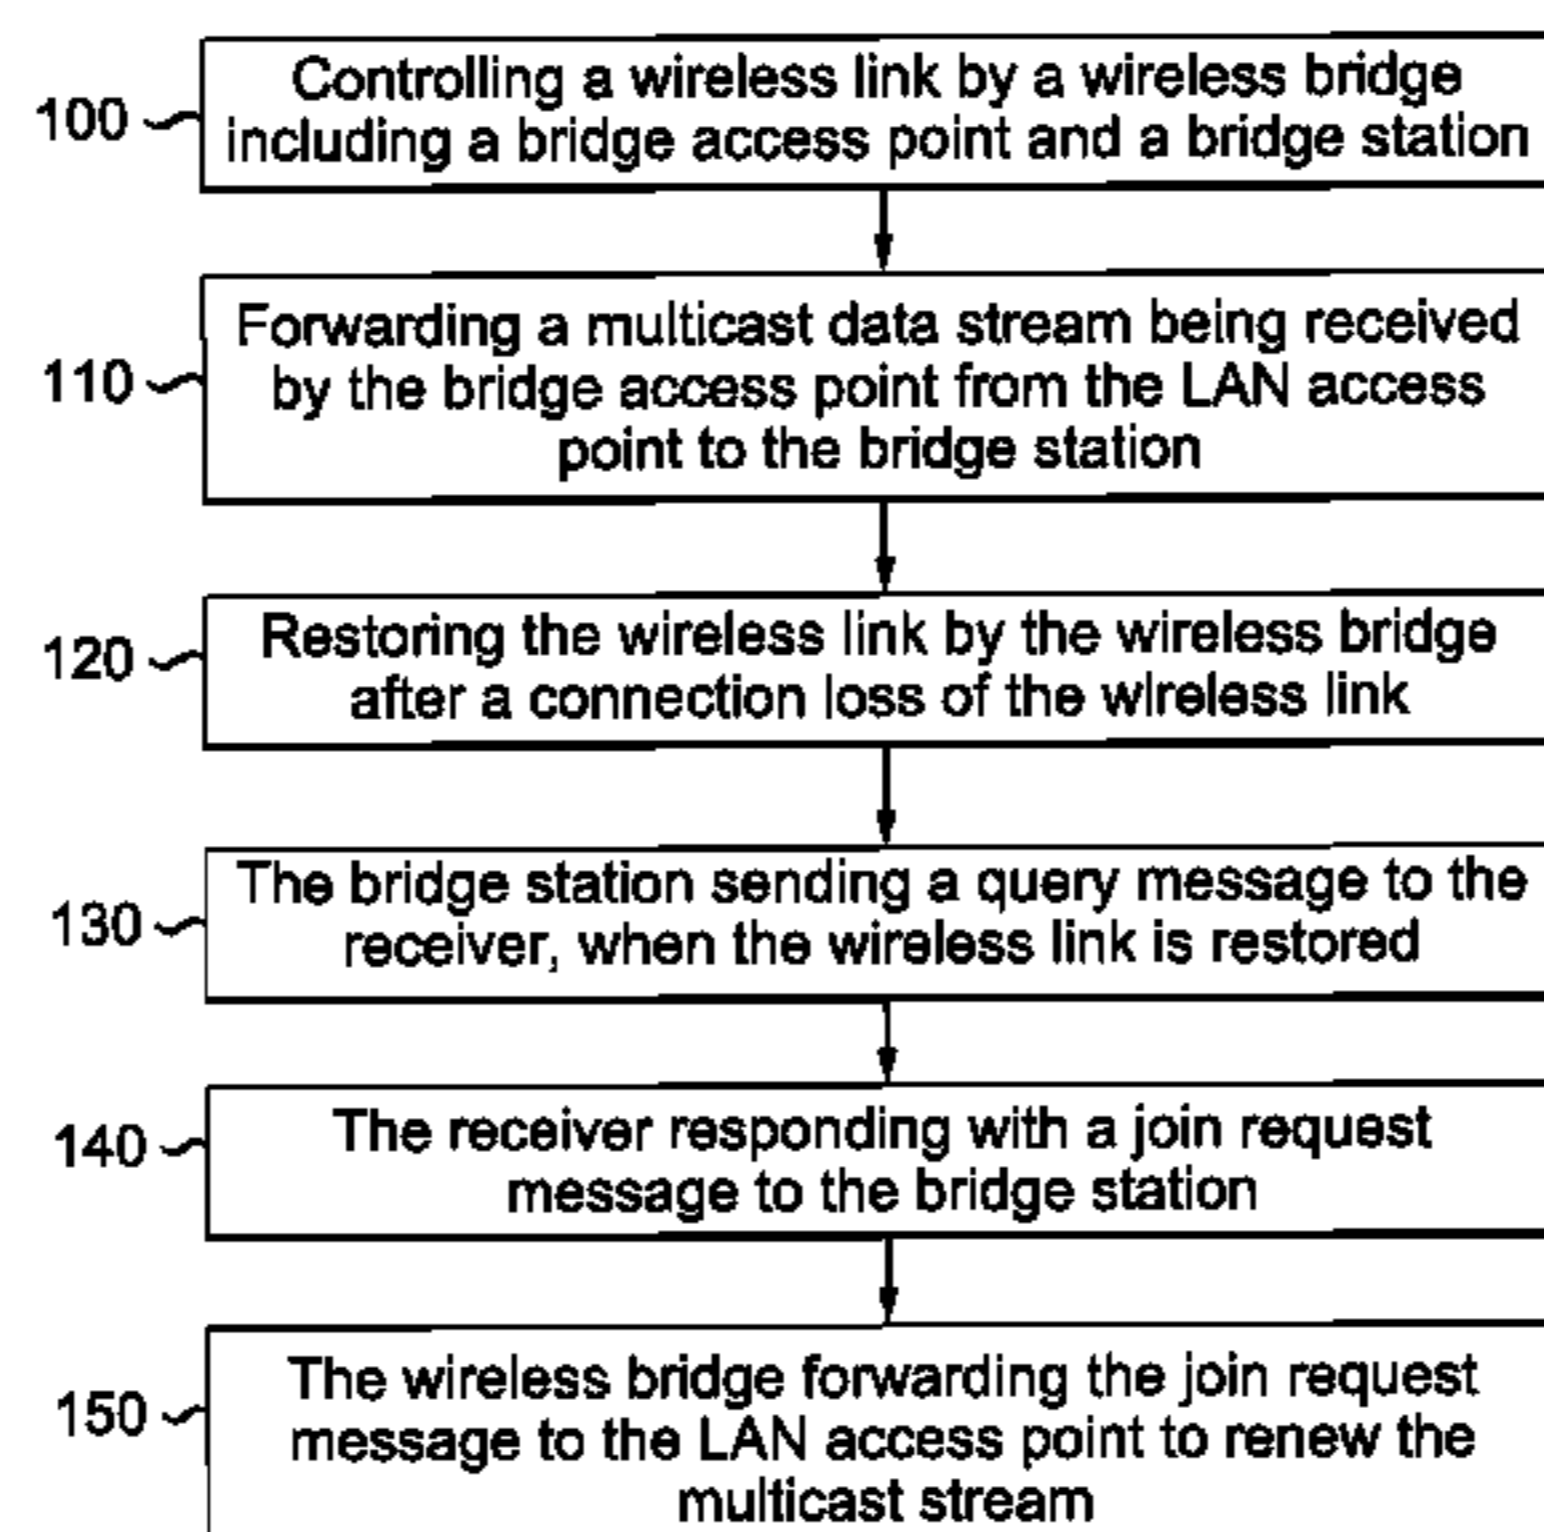 100
Controlling a wireless link by a wireless bridge
including a bridge access point and a bridge station
110
Forwarding a multicast data stream being received
by the bridge access point from the LAN access
point to the bridge station
120
Restoring the wireless link by the wireless bridge
after a connection loss of the wireless link
130
The bridge station sending a query message to the
receiver, when the wireless link is restored
140
The receiver responding with a join request
message to the bridge station
150
The wireless bridge forwarding the join request
message to the LAN access point to renew the
multicast stream